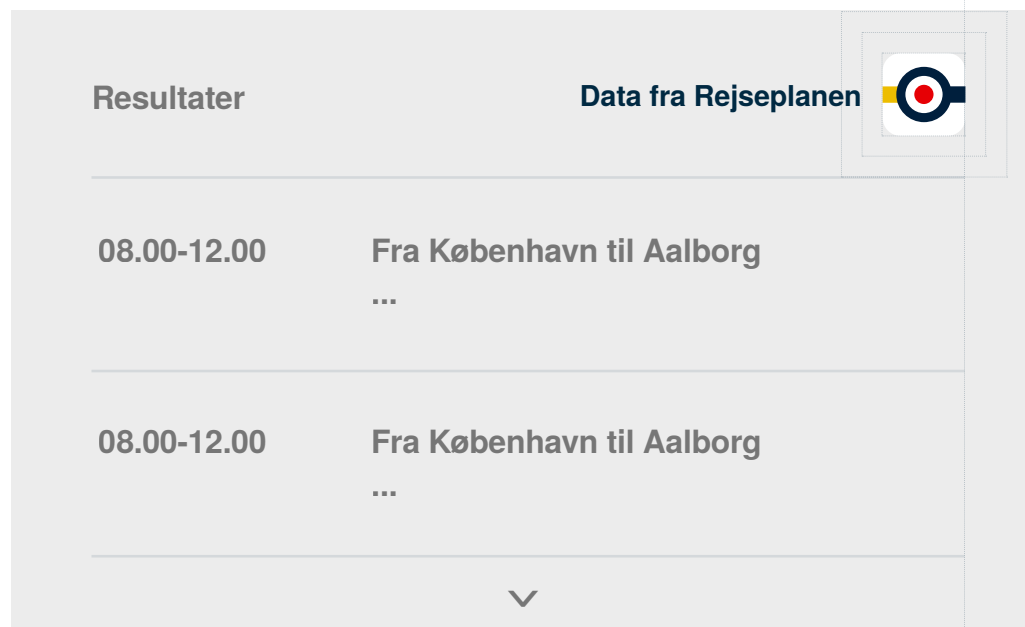 Resultater
Data fra Rejseplanen
08.00-12.00
Fra København til Aalborg
...
08.00-12.00
Fra København til Aalborg
...